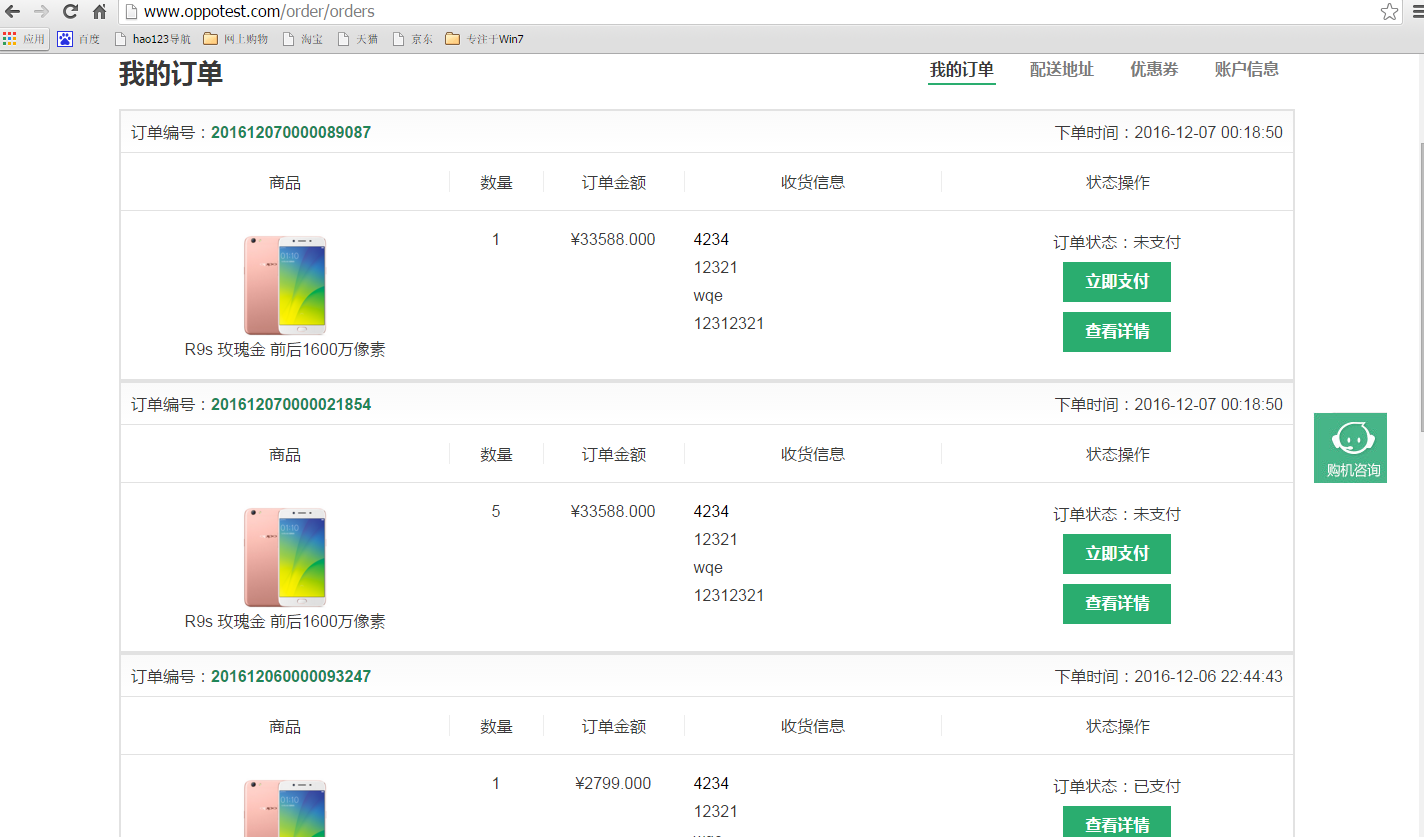 www.oppotest.com/order/orders
应用 百度 hao123导航 网上购物 淘宝 天猫 京东 专注于Win7
我的订单 我的订单 配送地址 优惠券 账户信息
订单编号：201612070000089087 下单时间：2016-12-07 00:18:50
商品 数量 订单金额 收货信息 状态操作
1 ¥33588.000 4234 订单状态：未支付
12321
立即支付
wqe
12312321
查看详情
R9s 玫瑰金 前后1600万像素
订单编号：201612070000021854 下单时间：2016-12-07 00:18:50
商品 数量 订单金额 收货信息 状态操作
购机咨询
5 ¥33588.000 4234 订单状态：未支付
01:10
12321
立即支付
wqe
12312321
查看详情
R9s 玫瑰金 前后1600万像素
订单编号：201612060000093247 下单时间：2016-12-06 22:44:43
商品 数量 订单金额 收货信息 状态操作
1 ¥2799.000 4234 订单状态：已支付
01:10
12321
查看详情